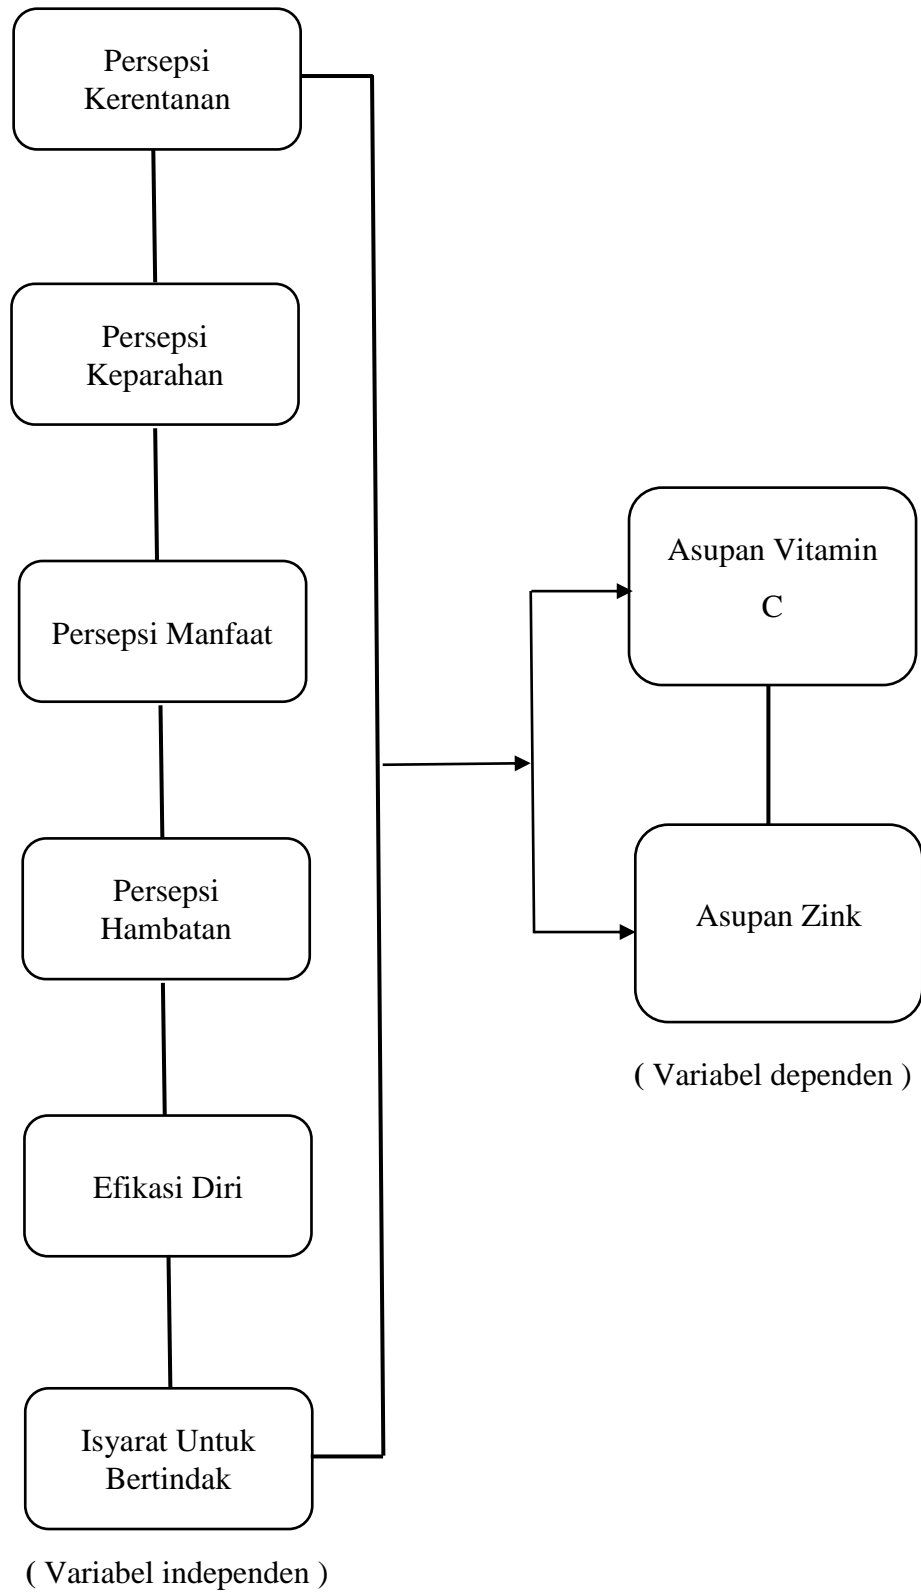 Persepsi
Kerentanan
Persepsi
Keparahan
Persepsi Manfaat
Persepsi
Hambatan
Efikasi Diri
Isyarat Untuk
Bertindak
( Variabel independen )
Asupan Vitamin
C
Asupan Zink
( Variabel dependen )